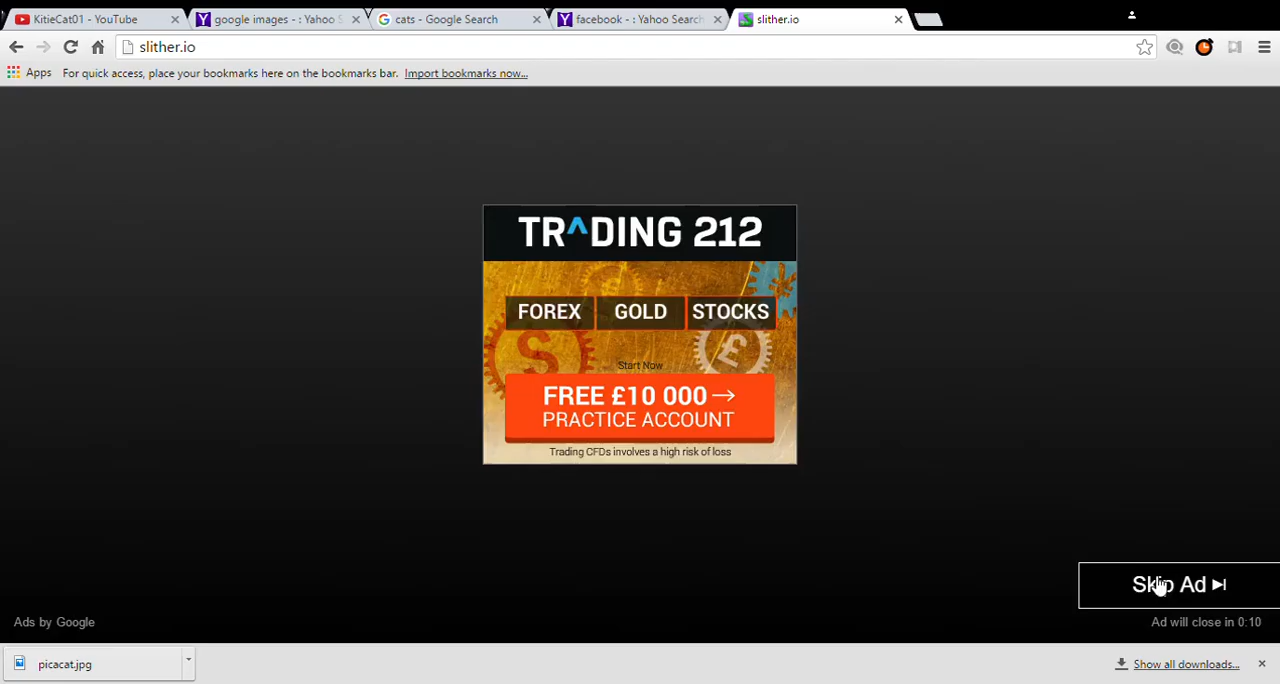 KitieCat01 - YouTube
google images - : Yahoo S
cats - Google Search
facebook - : Yahoo Search
slither.io
slither.io
Apps
For quick access, place your bookmarks here on the bookmarks bar. Import bookmarks now...
TR^DING 212
FOREX GOLD STOCKS
Start Now
FREE £10 000→
PRACTICE ACCOUNT
Trading CFDs involves a high risk of loss
Skip Ad
Ads by Google
Ad will close in 0:10
picacat.jpg
Show all downloads...